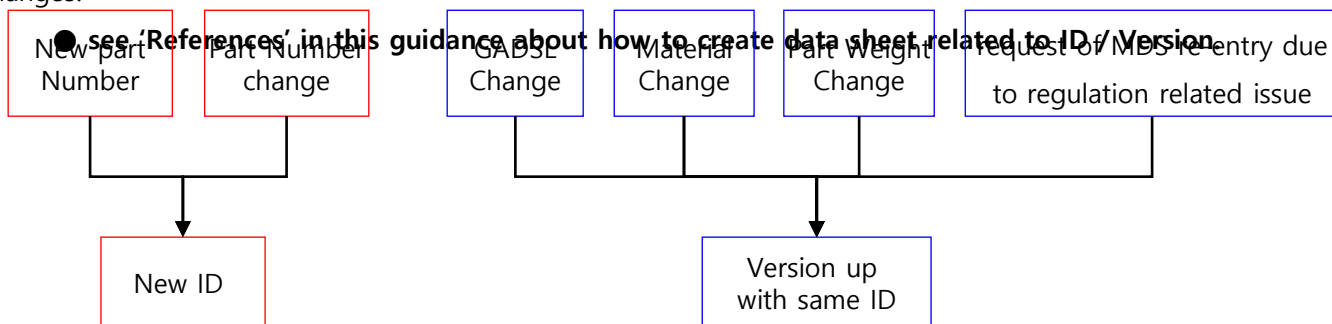 anges.
● see ‘References’ in this guidance about how to create data sheet related to ID / Version.
New part
Number
Part Number
change
GADSL
Change
Material
Change
Part Weight
Change
request of MDS re-entry due
to regulation related issue
New ID
Version up
with same ID